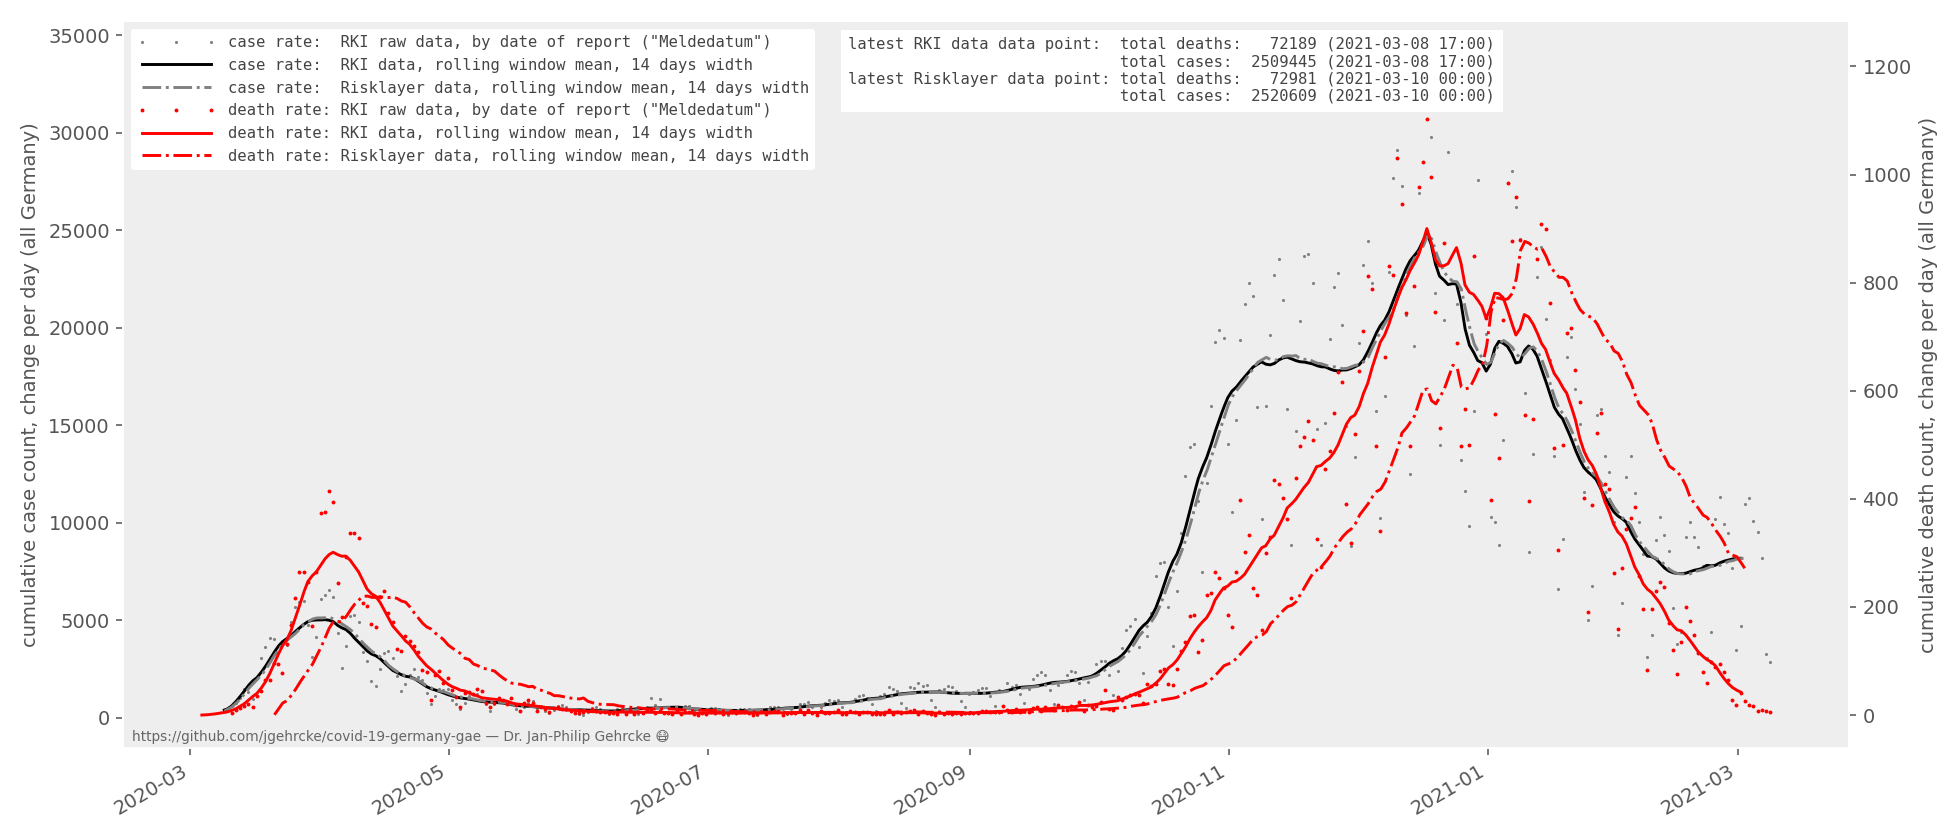 35000
30000
25000
20000
15000
10000
5000
0
cumulative case count, change per day (all Germany)
case rate:  RKI raw data, by date of report ("Meldedatum")
case rate:  RKI data, rolling window mean, 14 days width
case rate:  Risklayer data, rolling window mean, 14 days width
death rate: RKI raw data, by date of report ("Meldedatum")
death rate: RKI data, rolling window mean, 14 days width
death rate: Risklayer data, rolling window mean, 14 days width
latest RKI data data point:  total deaths:   72189 (2021-03-08 17:00)
total cases:  2509445 (2021-03-08 17:00)
latest Risklayer data point: total deaths:   72981 (2021-03-10 00:00)
total cases:  2520609 (2021-03-10 00:00)
1200
1000
800
600
400
200
0
cumulative death count, change per day (all Germany)
https://github.com/jgehrcke/covid-19-germany-gae — Dr. Jan-Philip Gehrcke 😷
2020-03
2020-05
2020-07
2020-09
2020-11
2021-01
2021-03